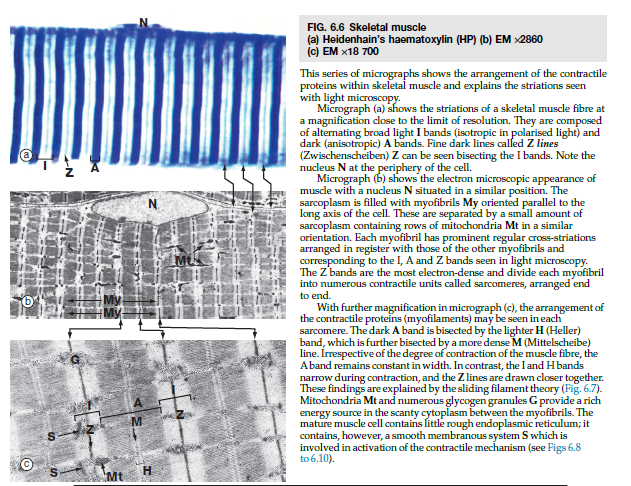 N
I
Z
A
a
N
Mt
My
My
b
G
I
A
I
M
Z
Z
S
S
Mt
H
c
FIG. 6.6 Skeletal muscle
(a) Heidenhain's haematoxylin (HP) (b) EM ×2860
(c) EM ×18 700
This series of micrographs shows the arrangement of the contractile
proteins within skeletal muscle and explains the striations seen
with light microscopy.
Micrograph (a) shows the striations of a skeletal muscle fibre at
a magnification close to the limit of resolution. They are composed
of alternating broad light I bands (isotropic in polarised light) and
dark (anisotropic) A bands. Fine dark lines called Z lines
(Zwischenscheiben) Z can be seen bisecting the I bands. Note the
nucleus N at the periphery of the cell.
Micrograph (b) shows the electron microscopic appearance of
muscle with a nucleus N situated in a similar position. The
sarcoplasm is filled with myofibrils My oriented parallel to the
long axis of the cell. These are separated by a small amount of
sarcoplasm containing rows of mitochondria Mt in a similar
orientation. Each myofibril has prominent regular cross-striations
arranged in register with those of the other myofibrils and
corresponding to the I, A and Z bands seen in light microscopy.
The Z bands are the most electron-dense and divide each myofibril
into numerous contractile units called sarcomeres, arranged end
to end.
With further magnification in micrograph (c), the arrangement of
the contractile proteins (myofilaments) may be seen in each
sarcomere. The dark A band is bisected by the lighter H (Heller)
band, which is further bisected by a more dense M (Mittelscheibe)
line. Irrespective of the degree of contraction of the muscle fibre, the
A band remains constant in width. In contrast, the I and H bands
narrow during contraction, and the Z lines are drawn closer together.
These findings are explained by the sliding filament theory (Fig. 6.7).
Mitochondria Mt and numerous glycogen granules G provide a rich
energy source in the scanty cytoplasm between the myofibrils. The
mature muscle cell contains little rough endoplasmic reticulum; it
contains, however, a smooth membranous system S which is
involved in activation of the contractile mechanism (see Figs 6.8
to 6.10).